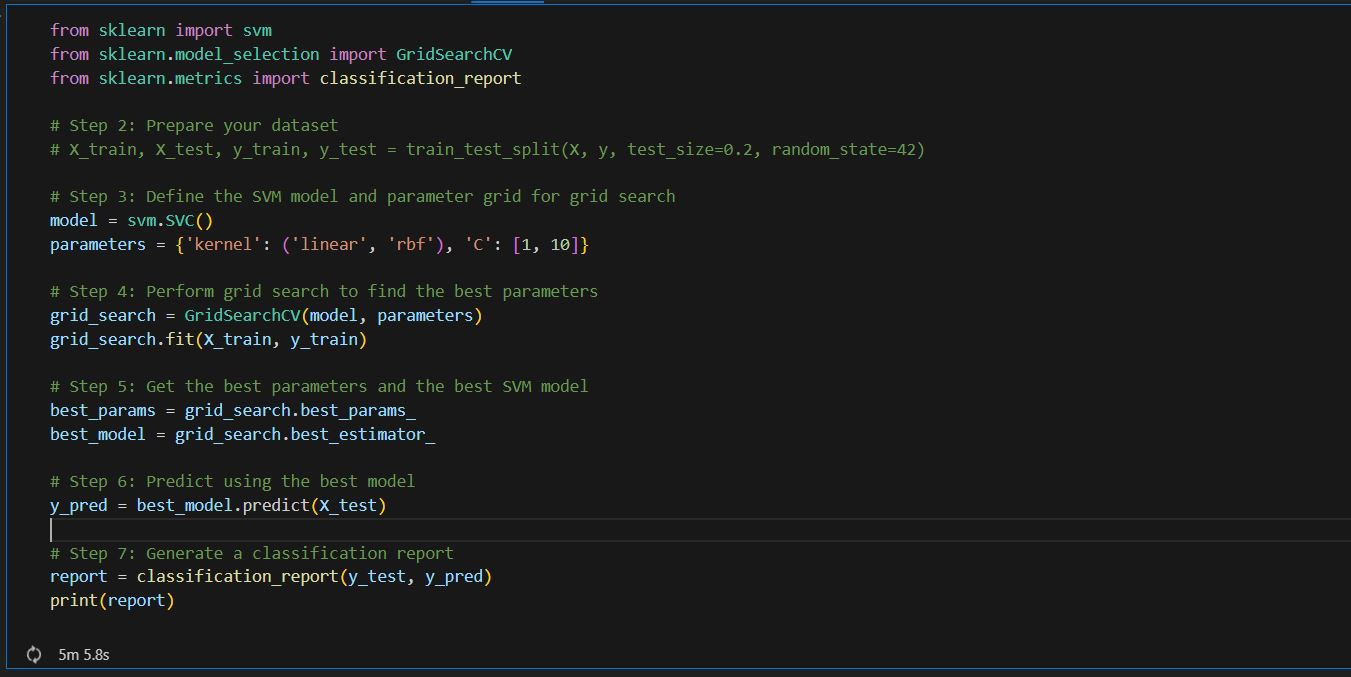 from sklearn import svm
from sklearn.model_selection import GridSearchCV
from sklearn.metrics import classification_report
# Step 2: Prepare your dataset
# X_train, X_test, y_train, y_test = train_test_split(X, y, test_size=0.2, random_state=42)
# Step 3: Define the SVM model and parameter grid for grid search
model = svm.SVC()
parameters = {'kernel': ('linear', 'rbf'), 'C': [1, 10]}
# Step 4: Perform grid search to find the best parameters
grid_search = GridSearchCV(model, parameters)
grid_search.fit(X_train, y_train)
# Step 5: Get the best parameters and the best SVM model
best_params = grid_search.best_params_
best_model = grid_search.best_estimator_
# Step 6: Predict using the best model
y_pred = best_model.predict(X_test)
# Step 7: Generate a classification report
report = classification_report(y_test, y_pred)
print(report)
5m 5.8s